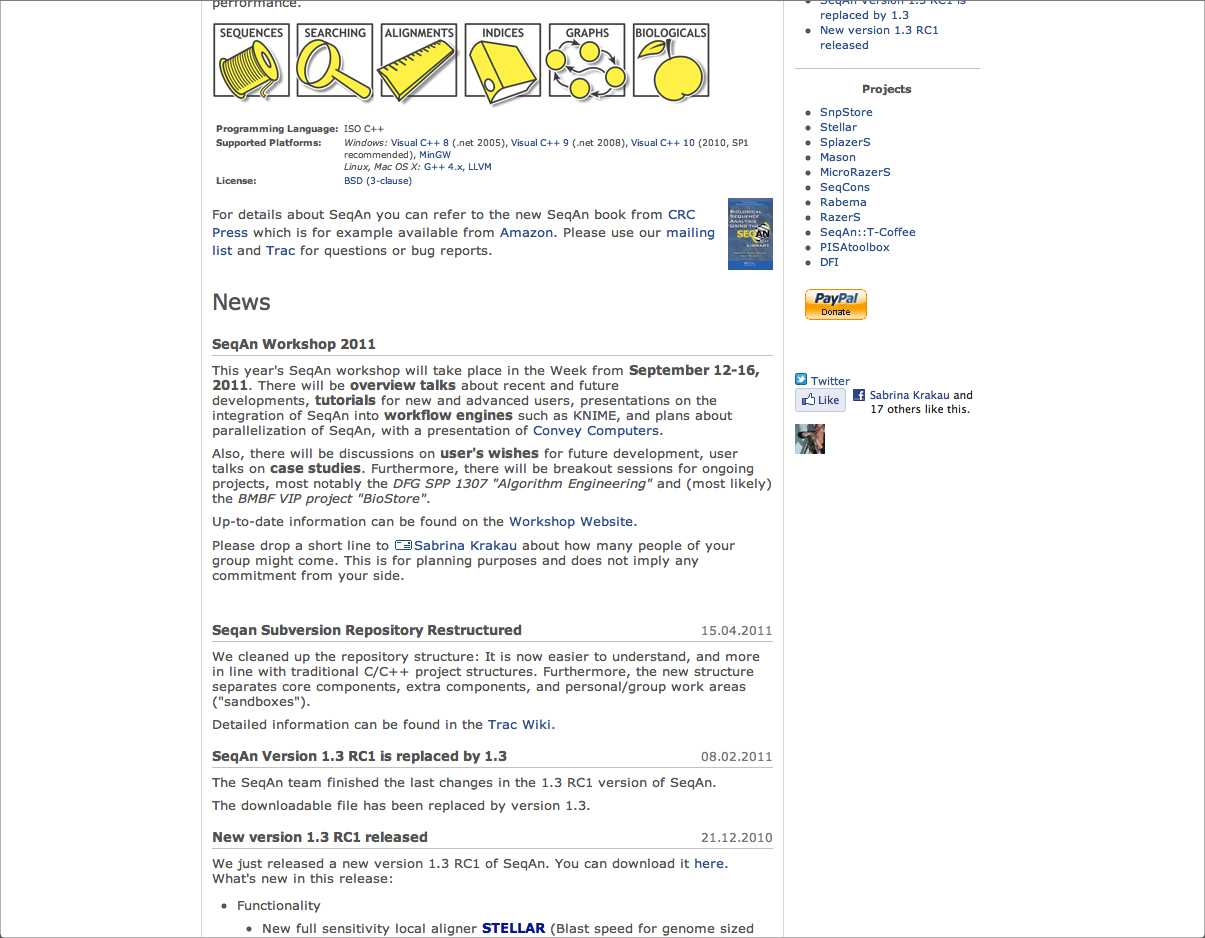 performance.
SEQUENCES SEARCHING ALIGNMENTS INDICES GRAPHS BIOLOGICALS
Programming Language: ISO C++
Supported Platforms: Windows: Visual C++ 8 (.net 2005), Visual C++ 9 (.net 2008), Visual C++ 10 (2010, SP1
recommended), MinGW
Linux, Mac OS X: G++ 4.x, LLVM
License: BSD (3-clause)
For details about SeqAn you can refer to the new SeqAn book from CRC
Press which is for example available from Amazon. Please use our mailing
list and Trac for questions or bug reports.
BIOLOGICAL
SEQUENCE
ANALYSIS
USING THE
SEQAN
C++
LIBRARY
News
SeqAn Workshop 2011
This year's SeqAn workshop will take place in the Week from September 12-16,
2011. There will be overview talks about recent and future
developments, tutorials for new and advanced users, presentations on the
integration of SeqAn into workflow engines such as KNIME, and plans about
parallelization of SeqAn, with a presentation of Convey Computers.
Also, there will be discussions on user's wishes for future development, user
talks on case studies. Furthermore, there will be breakout sessions for ongoing
projects, most notably the DFG SPP 1307 "Algorithm Engineering" and (most likely)
the BMBF VIP project "BioStore".
Up-to-date information can be found on the Workshop Website.
Please drop a short line to Sabrina Krakau about how many people of your
group might come. This is for planning purposes and does not imply any
commitment from your side.
Seqan Subversion Repository Restructured 15.04.2011
We cleaned up the repository structure: It is now easier to understand, and more
in line with traditional C/C++ project structures. Furthermore, the new structure
separates core components, extra components, and personal/group work areas
("sandboxes").
Detailed information can be found in the Trac Wiki.
SeqAn Version 1.3 RC1 is replaced by 1.3 08.02.2011
The SeqAn team finished the last changes in the 1.3 RC1 version of SeqAn.
The downloadable file has been replaced by version 1.3.
New version 1.3 RC1 released 21.12.2010
We just released a new version 1.3 RC1 of SeqAn. You can download it here.
What's new in this release:
Functionality
New full sensitivity local aligner STELLAR (Blast speed for genome sized
SeqAn Version 1.3 RC1 is
replaced by 1.3
New version 1.3 RC1
released
Projects
SnpStore
Stellar
SplazerS
Mason
MicroRazerS
SeqCons
Rabema
RazerS
SeqAn::T-Coffee
PISAtoolbox
DFI
PayPal
Donate
Twitter
Like
Sabrina Krakau and
17 others like this.